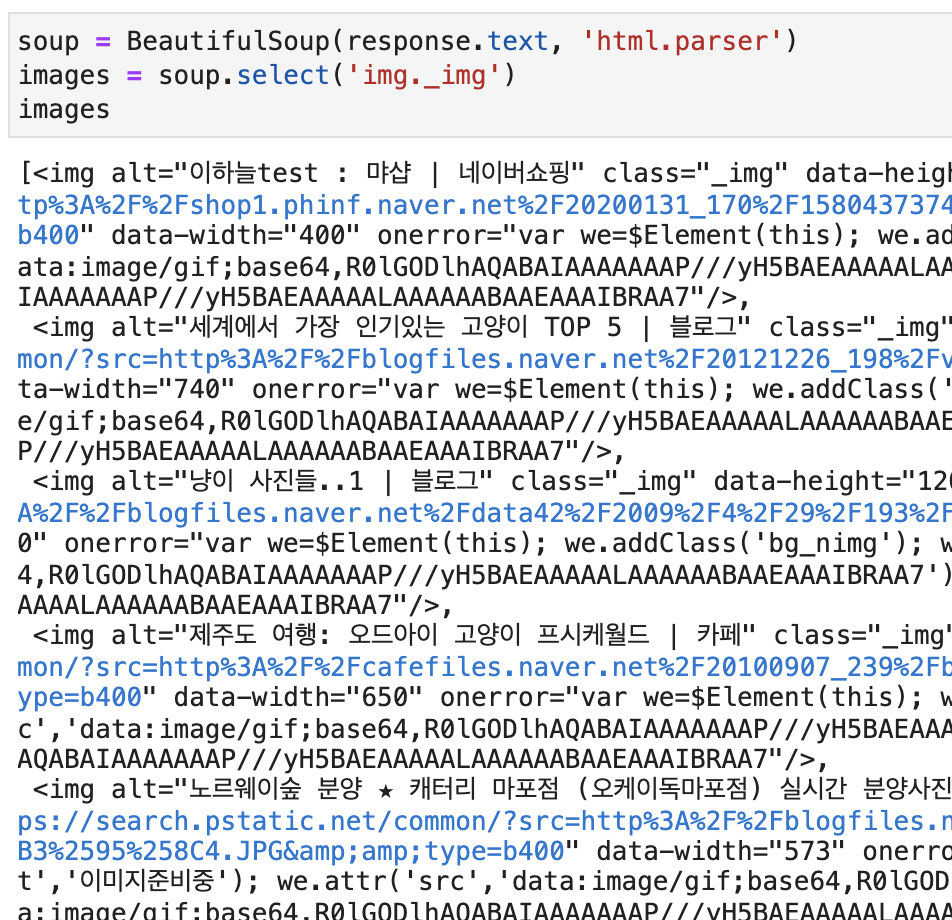 soup = BeautifulSoup(response.text, 'html.parser')
images = soup.select('img._img')
images
[<img alt="이하늘test : 먀샵 | 네이버쇼핑" class="_img" data-heigh
tp%3A%2F%2Fshop1.phinf.naver.net%2F20200131_170%2F1580437374
b400" data-width="400" onerror="var we=$Element(this); we.ad
ata:image/gif;base64,R0lGODlhAQABAIAAAAAAAP///yH5BAEAAAAALAA
IAAAAAAAP///yH5BAEAAAAALAAAAAABAAEAAAIBRAA7"/>,
<img alt="세계에서 가장 인기있는 고양이 TOP 5 | 블로그" class="_img"
mon/?src=http%3A%2F%2Fblogfiles.naver.net%2F20121226_198%2Fv
ta-width="740" onerror="var we=$Element(this); we.addClass('
e/gif;base64,R0lGODlhAQABAIAAAAAAAP///yH5BAEAAAAALAAAAAABAAE
P///yH5BAEAAAAALAAAAAABAAEAAAIBRAA7"/>,
<img alt="냥이 사진들..1 | 블로그" class="_img" data-height="120
A%2F%2Fblogfiles.naver.net%2Fdata42%2F2009%2F4%2F29%2F193%2F
0" onerror="var we=$Element(this); we.addClass('bg_nimg'); w
4,R0lGODlhAQABAIAAAAAAAP///yH5BAEAAAAALAAAAAABAAEAAAIBRAA7')
AAAALAAAAAABAAEAAAIBRAA7"/>,
<img alt="제주도 여행: 오드아이 고양이 프시케월드 | 카페" class="_img"
mon/?src=http%3A%2F%2Fcafefiles.naver.net%2F20100907_239%2Fb
ype=b400" data-width="650" onerror="var we=$Element(this); w
c','data:image/gif;base64,R0lGODlhAQABAIAAAAAAAP///yH5BAEAAA
AQABAIAAAAAAAP///yH5BAEAAAAALAAAAAABAAEAAAIBRAA7"/>,
<img alt="노르웨이숲 분양 ★ 캐터리 마포점 (오케이독마포점) 실시간 분양사진
ps://search.pstatic.net/common/?src=http%3A%2F%2Fblogfiles.n
B3%2595%258C4.JPG&amp;amp;type=b400" data-width="573" onerro
t','이미지준비중'); we.attr('src','data:image/gif;base64,R0lGOD
a:image/gif;base64,R0lGODlhAQABAIAAAAAAAP///yH5BAEAAAAALAAAA